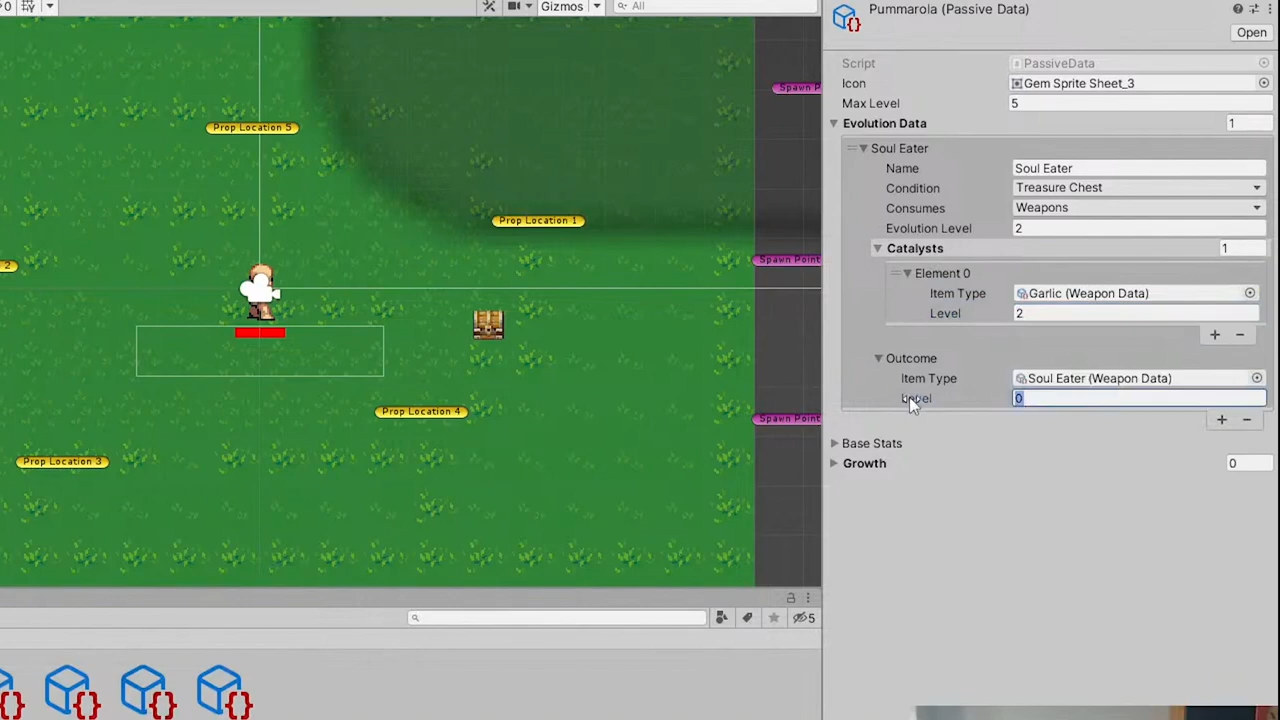 0
Gizmos
All
Prop Location 5
Spawn P
Prop Location 1
2
Spawn Point
Prop Location 4
Spawn Point
Prop Location 3
5
Pummarola (Passive Data)
Open
Script PassiveData
Icon Gem Sprite Sheet_3
Max Level 5
Evolution Data 1
Soul Eater
Name Soul Eater
Condition Treasure Chest
Consumes Weapons
Evolution Level 2
Catalysts 1
Element 0
Item Type Garlic (Weapon Data)
Level 2
+ −
Outcome
Item Type Soul Eater (Weapon Data)
Level 0
+ −
Base Stats
Growth 0